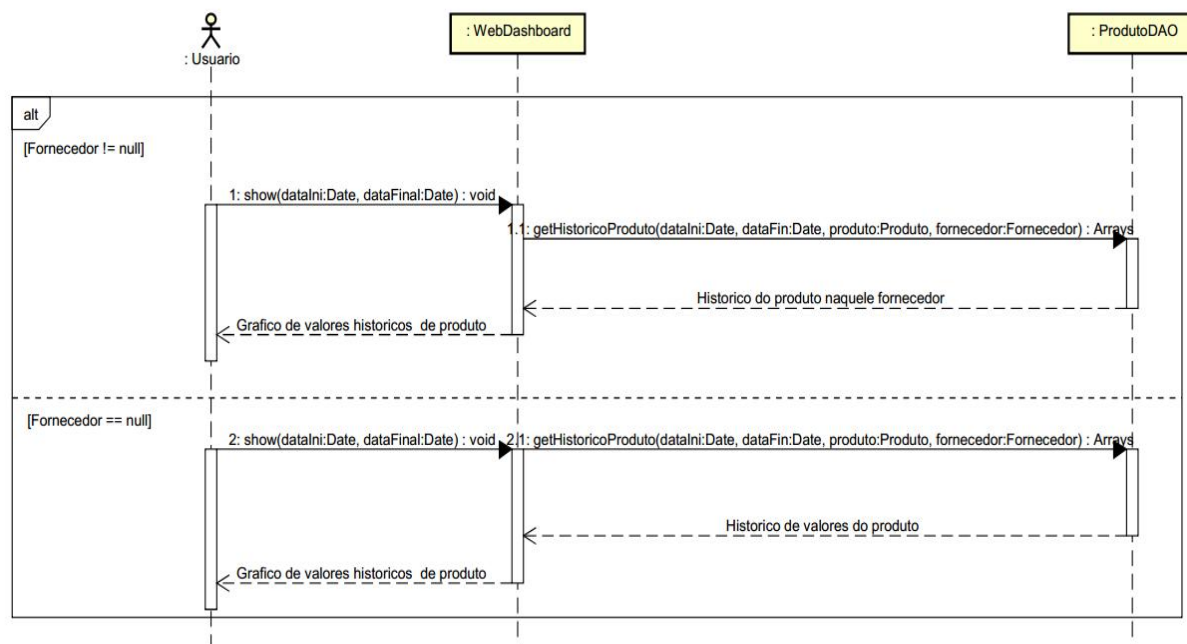 : Usuario
: WebDashboard
: ProdutoDAO
alt
[Fornecedor != null]
1: show(dataIni:Date, dataFinal:Date) : void
1.1: getHistoricoProduto(dataIni:Date, dataFin:Date, produto:Produto, fornecedor:Fornecedor) : Arrays
Historico do produto naquele fornecedor
Grafico de valores historicos de produto
[Fornecedor == null]
2: show(dataIni:Date, dataFinal:Date) : void
2.1: getHistoricoProduto(dataIni:Date, dataFin:Date, produto:Produto, fornecedor:Fornecedor) : Arrays
Historico de valores do produto
Grafico de valores historicos de produto